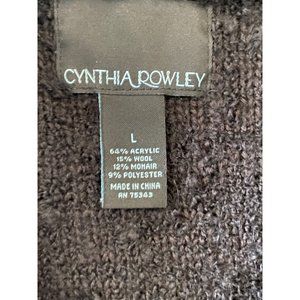 CYNTHIA ROWLEY
L
64% ACRYLIC
15% WOOL
12% MOHAIR
9% POLYESTER
MADE IN CHINA
RN 75343